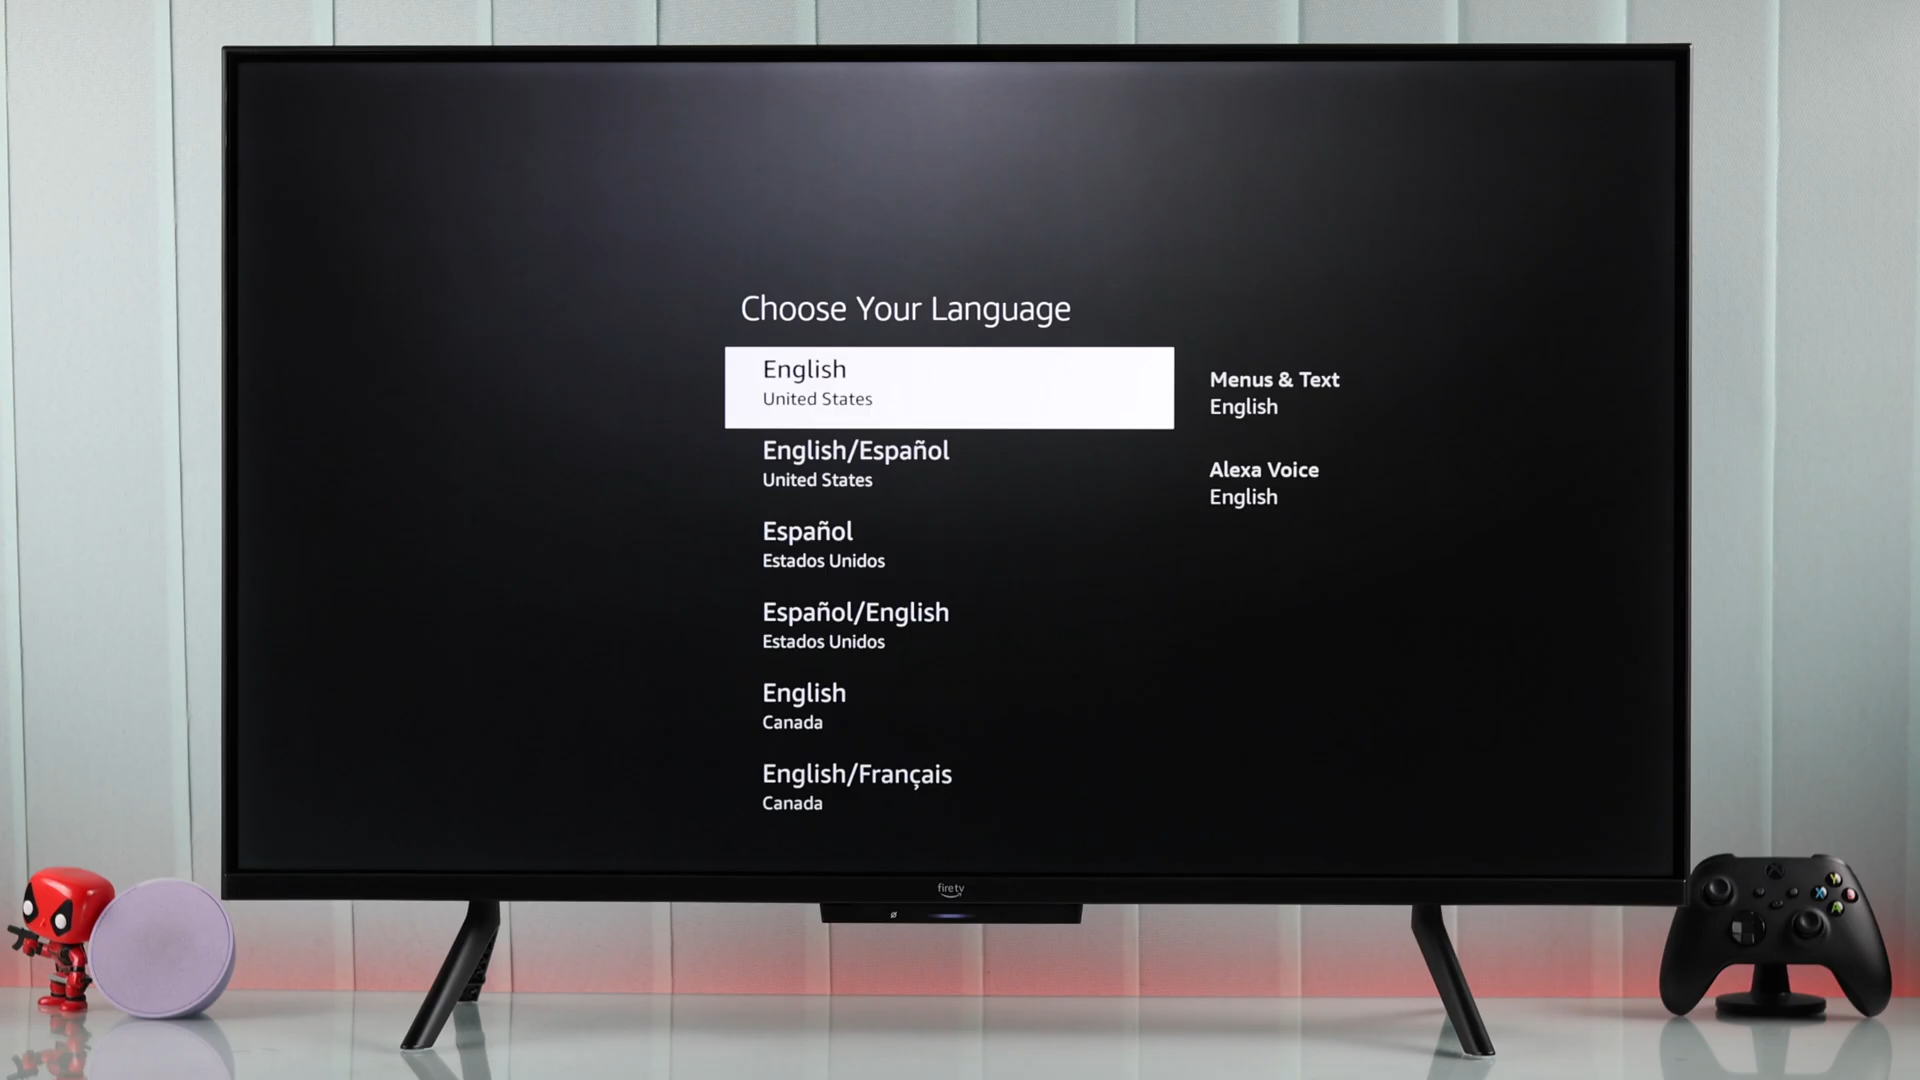 Choose Your Language
English
United States
English/Español
United States
Español
Estados Unidos
Español/English
Estados Unidos
English
Canada
English/Français
Canada
Menus & Text
English
Alexa Voice
English
fire tv
Y
X
B
A